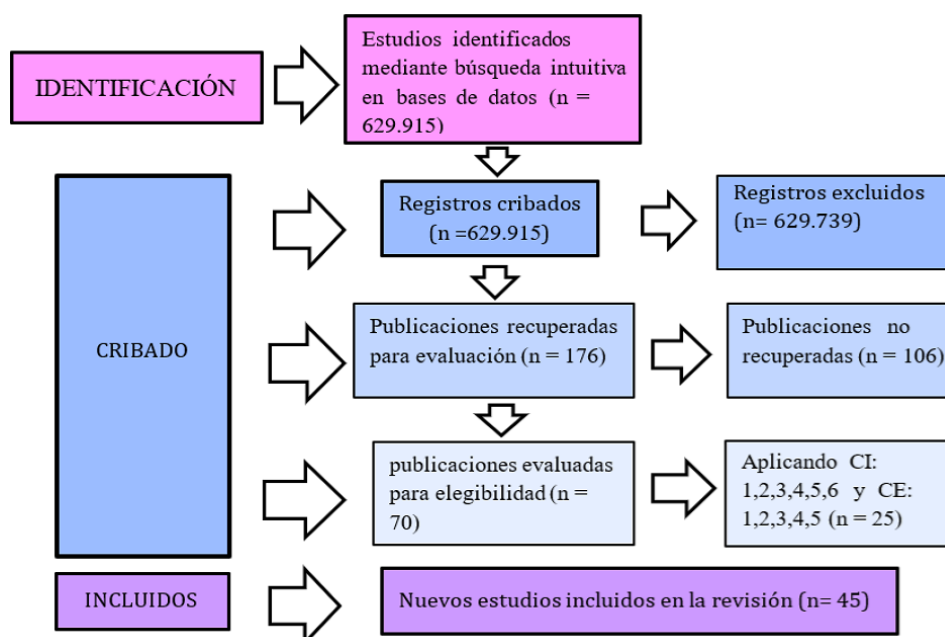 IDENTIFICACIÓN
Estudios identificados
mediante búsqueda intuitiva
en bases de datos (n =
629.915)
CRIBADO
Registros cribados
(n =629.915)
Registros excluidos
(n= 629.739)
Publicaciones recuperadas
para evaluación (n = 176)
Publicaciones no
recuperadas (n = 106)
publicaciones evaluadas
para elegibilidad (n =
70)
Aplicando CI:
1,2,3,4,5,6 y CE:
1,2,3,4,5 (n = 25)
INCLUIDOS
Nuevos estudios incluidos en la revisión (n= 45)